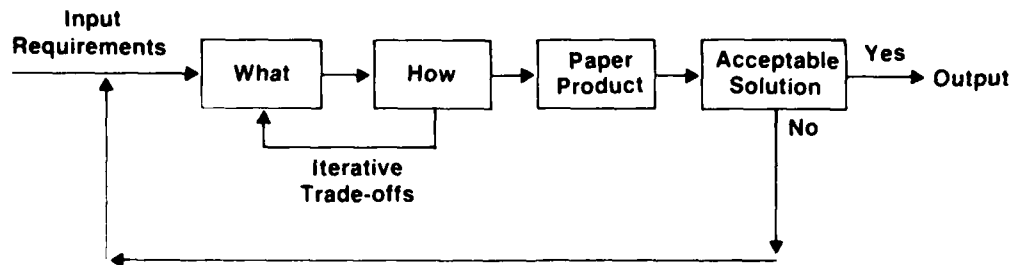 Input
Requirements
What
How
Paper
Product
Acceptable
Solution
Yes
Output
No
Iterative
Trade-offs